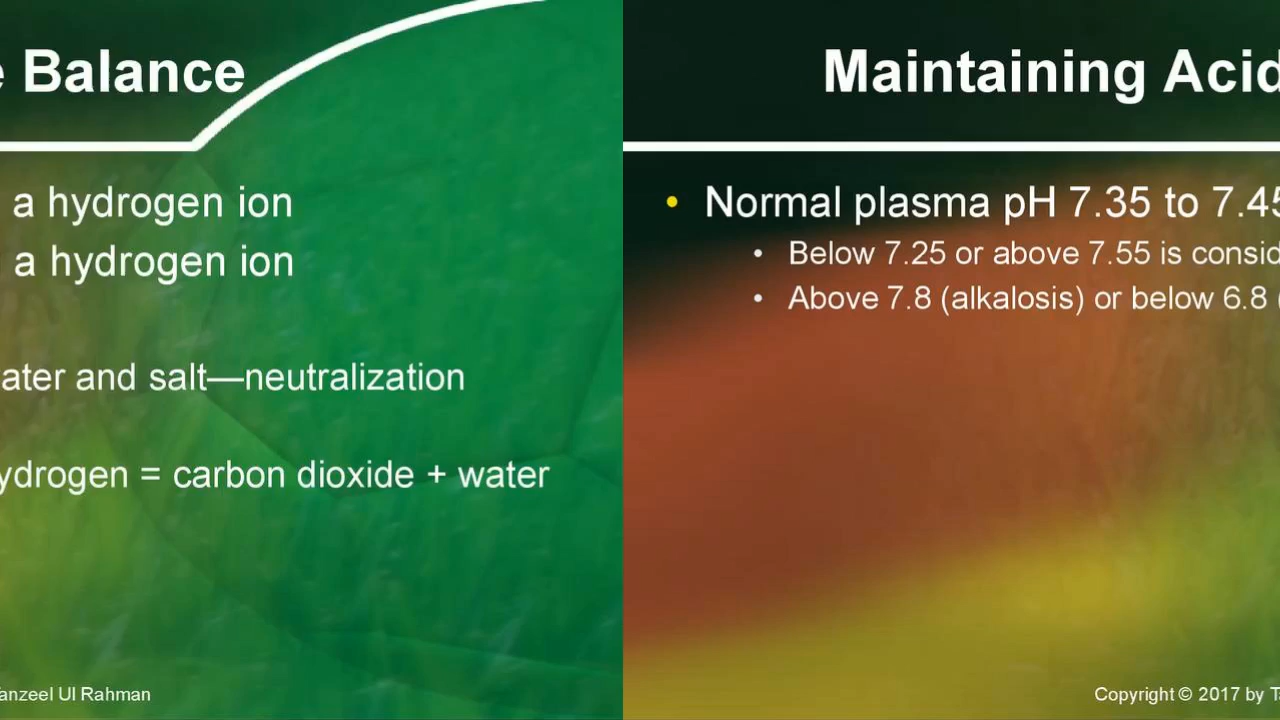 e Balance
a hydrogen ion
a hydrogen ion
ater and salt—neutralization
ydrogen = carbon dioxide + water
anzeel Ul Rahman
Maintaining Acid
• Normal plasma pH 7.35 to 7.45
• Below 7.25 or above 7.55 is consid
• Above 7.8 (alkalosis) or below 6.8
Copyright © 2017 by T